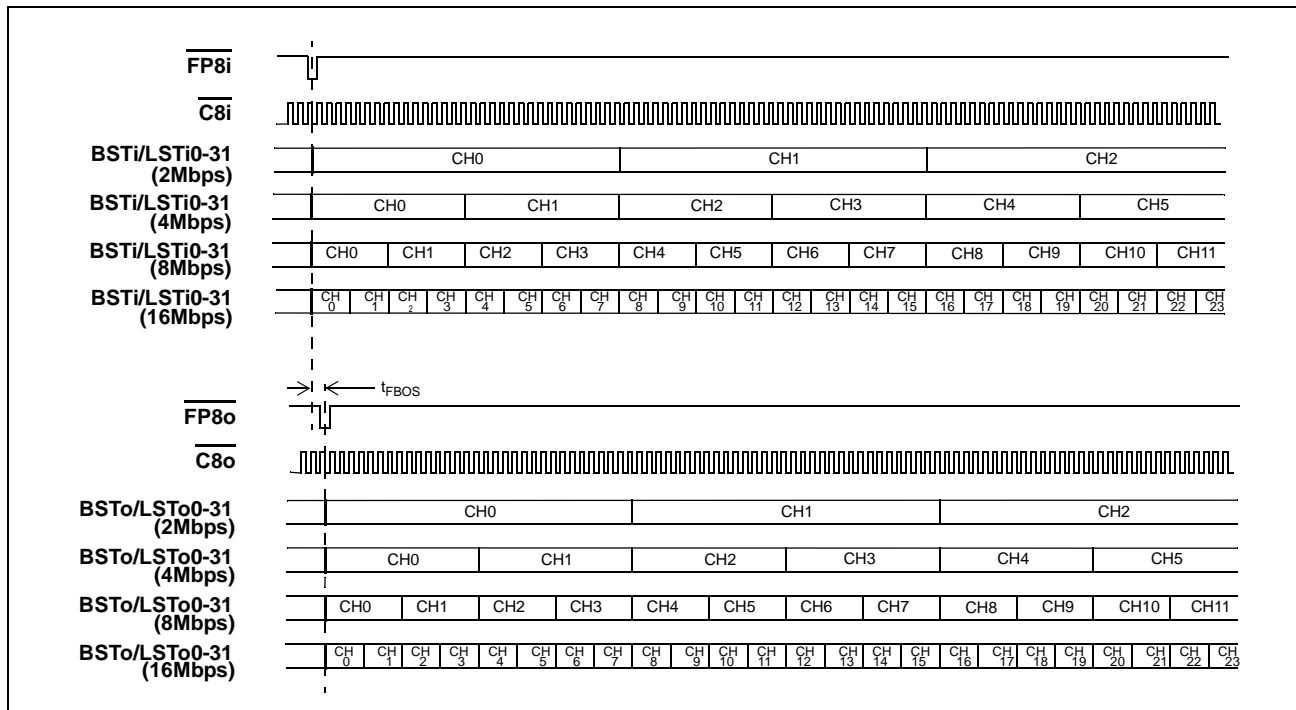 FP8i
C8i
BSTi/LSTi0-31
(2Mbps)
CH0 CH1 CH2
BSTi/LSTi0-31
(4Mbps)
CH0 CH1 CH2 CH3 CH4 CH5
BSTi/LSTi0-31
(8Mbps)
CH0 CH1 CH2 CH3 CH4 CH5 CH6 CH7 CH8 CH9 CH10 CH11
BSTi/LSTi0-31
(16Mbps)
CH CH CH CH CH CH CH CH CH CH CH CH CH CH CH CH CH CH CH CH CH CH CH CH
0 1 2 3 4 5 6 7 8 9 10 11 12 13 14 15 16 17 18 19 20 21 22 23
tFBOS
FP8o
C8o
BSTo/LSTo0-31
(2Mbps)
CH0 CH1 CH2
BSTo/LSTo0-31
(4Mbps)
CH0 CH1 CH2 CH3 CH4 CH5
BSTo/LSTo0-31
(8Mbps)
CH0 CH1 CH2 CH3 CH4 CH5 CH6 CH7 CH8 CH9 CH10 CH11
BSTo/LSTo0-31
(16Mbps)
CH CH CH CH CH CH CH CH CH CH CH CH CH CH CH CH CH CH CH CH CH CH CH CH
0 1 2 3 4 5 6 7 8 9 10 11 12 13 14 15 16 17 18 19 20 21 22 23